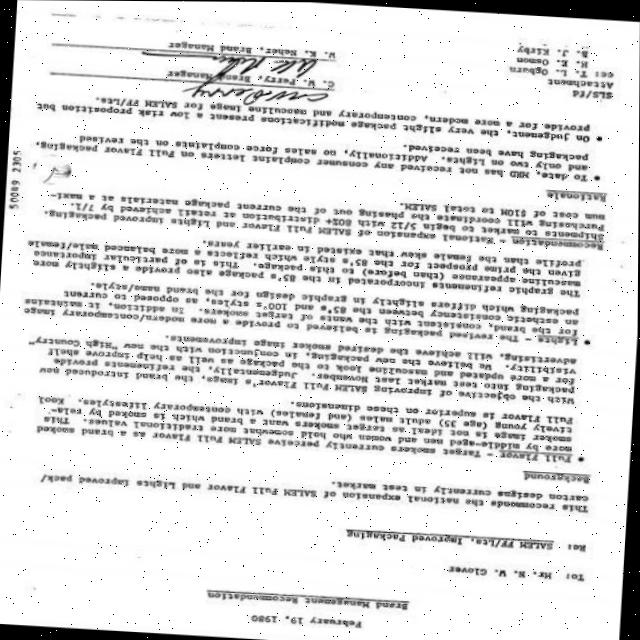 February 19, 1980
Brand Management Recommendation
To: Mr. E. W. Glover
Re: SALEM FF/Lts. Improved Packaging
This recommends the national expansion of SALEM Full Flavor and Lights improved pack/
carton designs currently in test market.
Background
• Full Flavor - Target smokers currently perceive SALEM Full Flavor as a brand smoked
more by middle-aged men and women who hold somewhat more traditional values. This
smoker image is not ideal as target smokers want a brand which is smoked by rela-
tively young (age 35) adult males (and females) with contemporary lifestyles. Kool
Full Flavor is superior on these dimensions.
With the objective of improving SALEM Full Flavor's image, the brand introduced new
packaging into test market last November. Judgementally, the refinements provide
for a more updated and masculine look to the package as well as help improve shelf
visibility. We believe the new packaging, in conjunction with the new "High Country"
advertising, will achieve the desired smoker image improvements.
• Lights - The revised packaging is believed to provide a more modern/contemporary image
for the brand, consistent with the wants of target smokers. In addition, it maintains
an aesthetic consistency between the 85's and 100's styles, as opposed to current
packaging which differs slightly in graphic design for the brand name/style.
The graphic refinements incorporated in the 85's package also provide a slightly more
masculine appearance (than before) to this package. This is of particular importance
given the prime prospect for the 85's style which reflects a more balanced male/female
profile than the female skew that existed in earlier years.
Recommendation - National expansion of SALEM Full Flavor and Lights improved packaging.
Shipments to market to begin 5/12 with 80%+ distribution at retail achieved by 7/1.
Purchasing will coordinate the phasing out of the current package materials at a maxi-
mum cost of $10M to total SALEM.
Rationale
• To date, MRD has not received any consumer complaint letters on Full Flavor packaging,
and only two on Lights. Additionally, no sales force complaints on the revised
packaging have been received.
• On judgement, the very slight package modifications present a low risk proposition but
provide for a more modern, contemporary and masculine image for SALEM FF/Lts.
SLS/fd
Attachment
cc: T. L. Ogburn
H. E. Osmon
B. J. Kirby
C. W. Perry, Brand Manager
W. K. Neher, Brand Manager
50089 2305